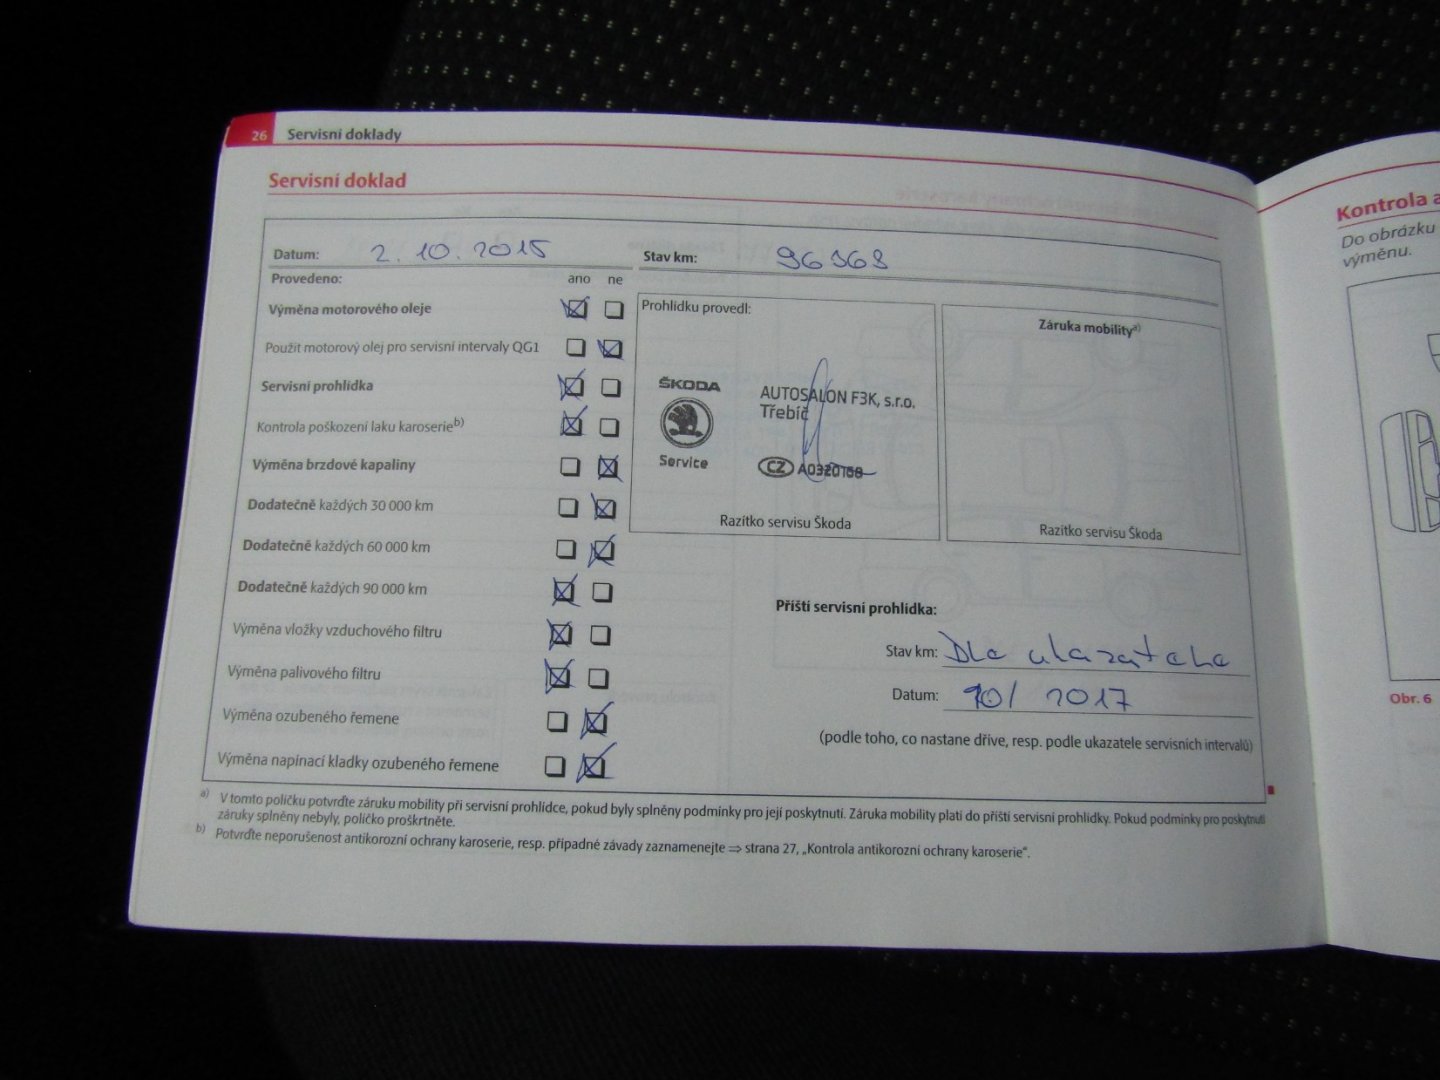 26 Servisní doklady
Servisní doklad
Datum: 2. 10. 2015 Stav km:
Provedeno: ano ne
Výměna motorového oleje
Použit motorový olej pro servisní intervaly QG1
Servisní prohlídka
Kontrola poškození laku karoserie b)
Výměna brzdové kapaliny
Dodatečně každých 30 000 km
Dodatečně každých 60 000 km
Dodatečně každých 90 000 km
Výměna vložky vzduchového filtru
Výměna palivového filtru
Výměna ozubeného řemene
Výměna napínací kladky ozubeného řemene
Prohlídku provedl:
ŠKODA
Service
AUTOSALON F3K, s.r.o.
Třebíč
CZ A0320168
Razítko servisu Škoda
Záruka mobility a)
Razítko servisu Škoda
Příští servisní prohlídka:
Stav km: Dle ukazatele
Datum: 10/ 2017
(podle toho, co nastane dříve, resp. podle ukazatele servisních intervalů)
a) V tomto políčku potvrďte záruku mobility při servisní prohlídce, pokud byly splněny podmínky pro její poskytnutí. Záruka mobility platí do příští servisní prohlídky. Pokud podmínky pro poskytnutí
záruky splněny nebyly, políčko proškrtněte.
b) Potvrďte neporušenost antikorozní ochrany karoserie, resp. případné závady zaznamenejte ⇒ strana 27, „Kontrola antikorozní ochrany karoserie“.
Kontrola a
Do obrázku
výměnu.
Obr. 6